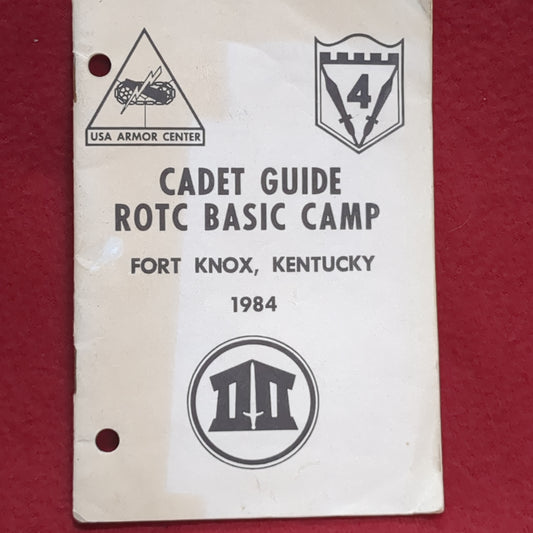 USA ARMOR CENTER
4
CADET GUIDE
ROTC BASIC CAMP
FORT KNOX, KENTUCKY
1984